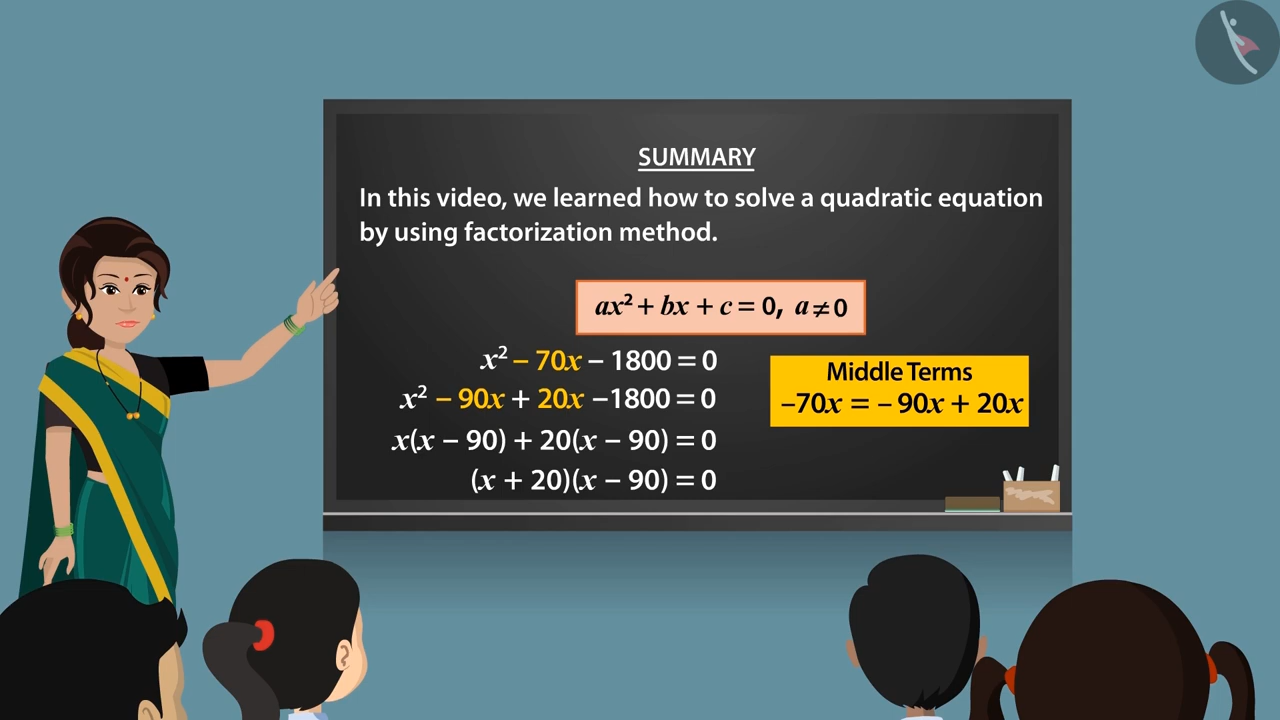 SUMMARY
In this video, we learned how to solve a quadratic equation
by using factorization method.
ax² + bx + c = 0, a ≠ 0
x² – 70x – 1800 = 0
x² – 90x + 20x –1800 = 0
x(x – 90) + 20(x – 90) = 0
(x + 20)(x – 90) = 0
Middle Terms
–70x = – 90x + 20x